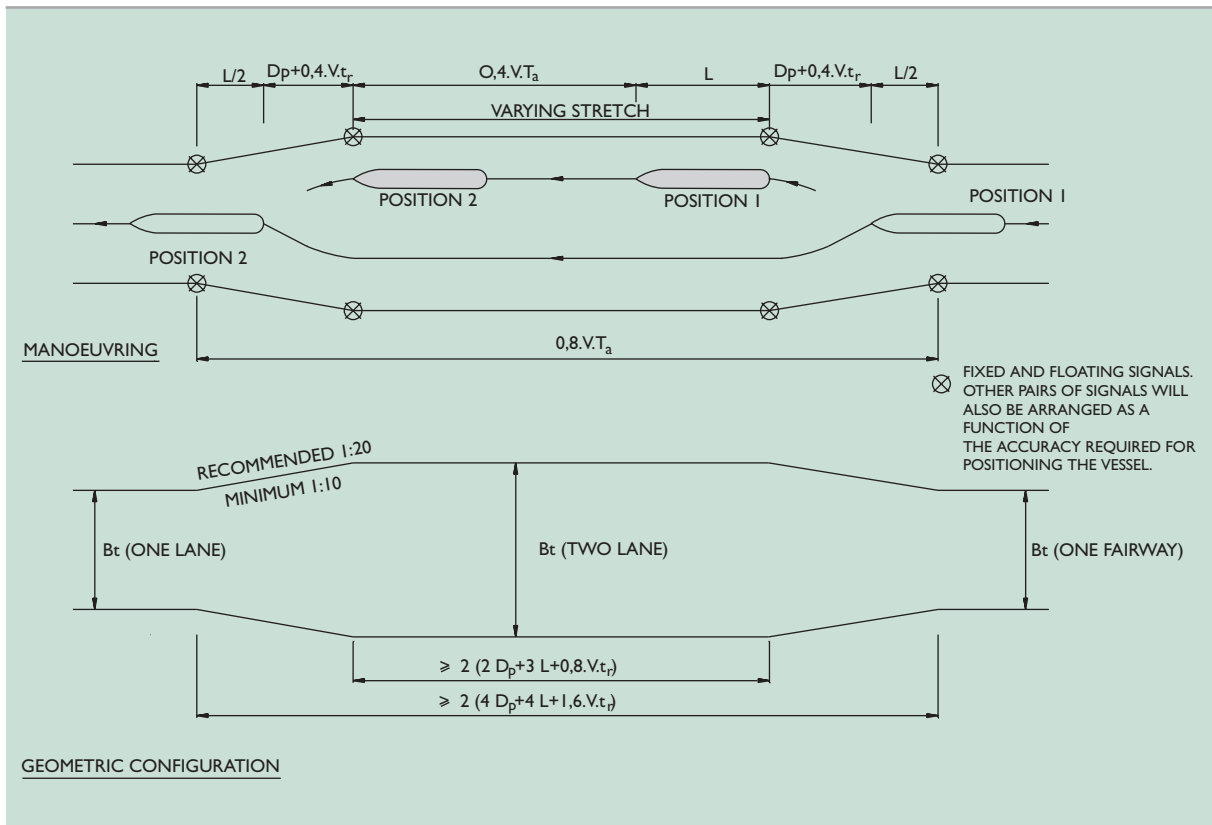 L/2
Dp+0,4.V.tr
O,4.V.Ta
L
Dp+0,4.V.tr
L/2
VARYING STRETCH
POSITION 2
POSITION 1
POSITION 1
POSITION 2
0,8.V.Ta
MANOEUVRING
FIXED AND FLOATING SIGNALS.
OTHER PAIRS OF SIGNALS WILL
ALSO BE ARRANGED AS A
FUNCTION OF
THE ACCURACY REQUIRED FOR
POSITIONING THE VESSEL.
RECOMMENDED 1:20
MINIMUM 1:10
Bt (ONE LANE)
Bt (TWO LANE)
Bt (ONE FAIRWAY)
⩾ 2 (2 Dp+3 L+0,8.V.tr)
⩾ 2 (4 Dp+4 L+1,6.V.tr)
GEOMETRIC CONFIGURATION